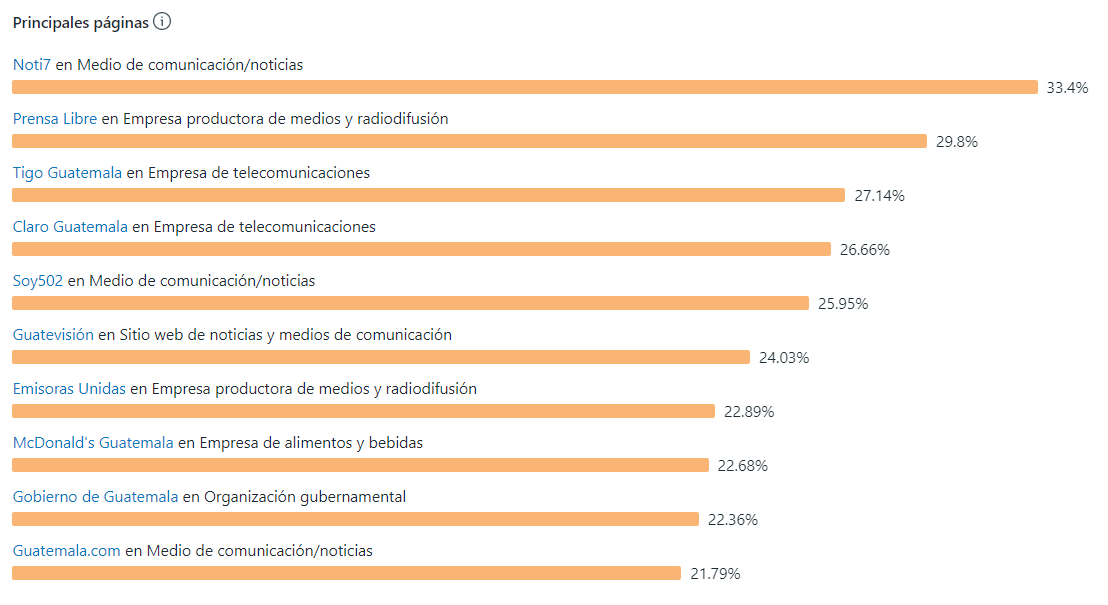 Principales páginas
Noti7 en Medio de comunicación/noticias
33.4%
Prensa Libre en Empresa productora de medios y radiodifusión
29.8%
Tigo Guatemala en Empresa de telecomunicaciones
27.14%
Claro Guatemala en Empresa de telecomunicaciones
26.66%
Soy502 en Medio de comunicación/noticias
25.95%
Guatevisión en Sitio web de noticias y medios de comunicación
24.03%
Emisoras Unidas en Empresa productora de medios y radiodifusión
22.89%
McDonald's Guatemala en Empresa de alimentos y bebidas
22.68%
Gobierno de Guatemala en Organización gubernamental
22.36%
Guatemala.com en Medio de comunicación/noticias
21.79%